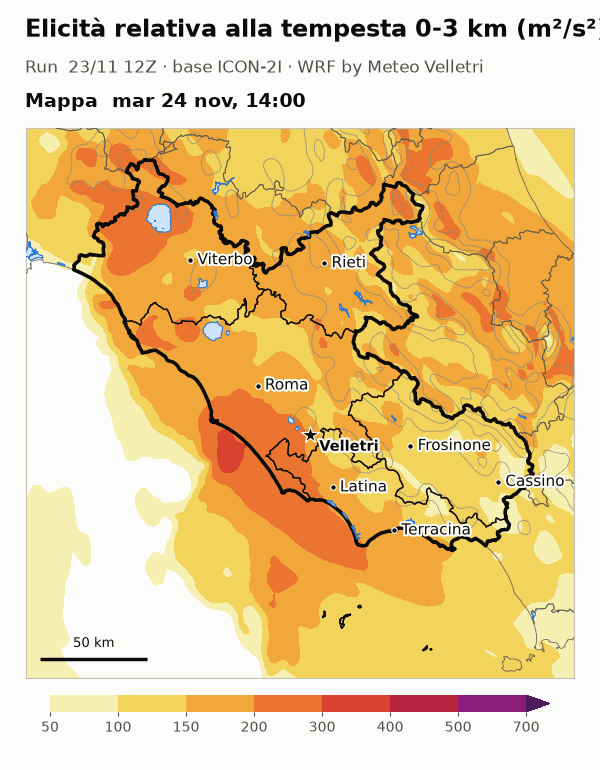 Elicità relativa alla tempesta 0-3 km (m²/s²)
Run 23/11 12Z · base ICON-2I · WRF by Meteo Velletri
Mappa mar 24 nov, 14:00
Viterbo
Rieti
Roma
Velletri
Frosinone
Cassino
Latina
Terracina
50 km
50 100 150 200 300 400 500 700